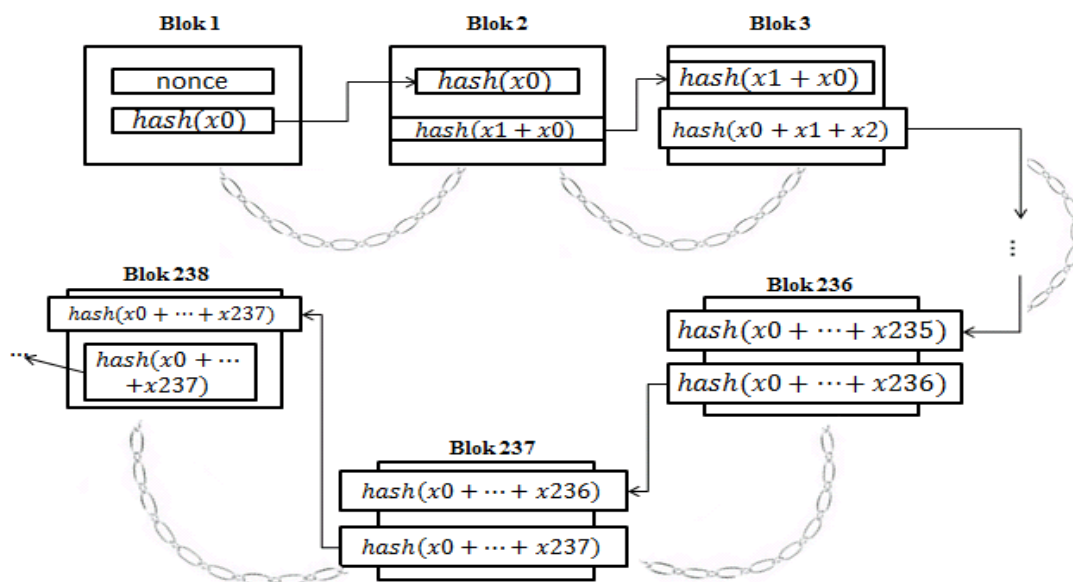 Blok 1
nonce
hash(x0)
Blok 2
hash(x0)
hash(x1 + x0)
Blok 3
hash(x1 + x0)
hash(x0 + x1 + x2)
...
Blok 236
hash(x0 + ⋯ + x235)
hash(x0 + ⋯ + x236)
Blok 237
hash(x0 + ⋯ + x236)
hash(x0 + ⋯ + x237)
Blok 238
hash(x0 + ⋯ + x237)
hash(x0 + ⋯
+x237)
...